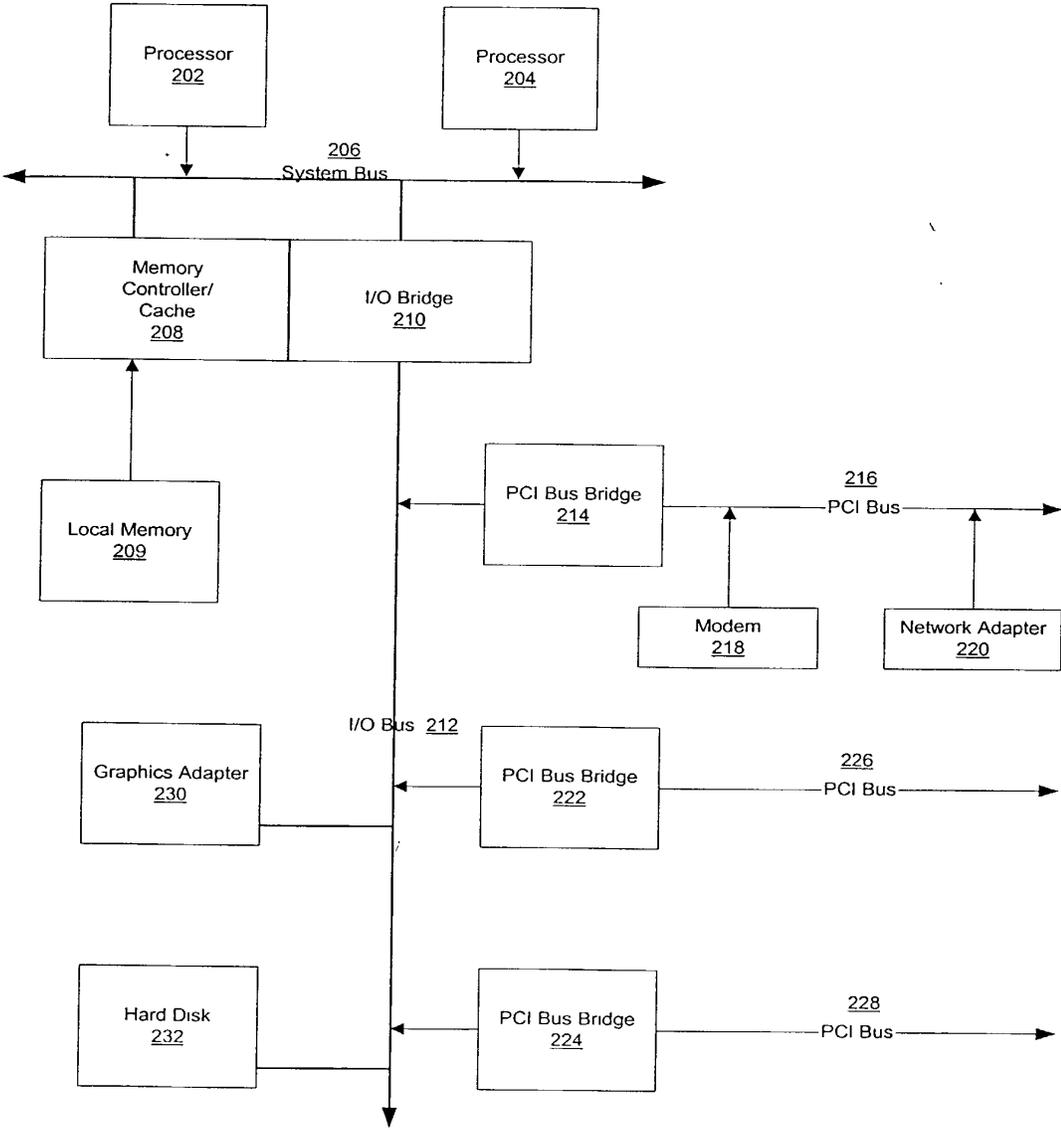 Processor
202
Processor
204
206
System Bus
Memory
Controller/
Cache
208
I/O Bridge
210
PCI Bus Bridge
214
216
PCI Bus
Local Memory
209
Modem
218
Network Adapter
220
I/O Bus 212
Graphics Adapter
230
PCI Bus Bridge
222
226
PCI Bus
Hard Disk
232
PCI Bus Bridge
224
228
PCI Bus